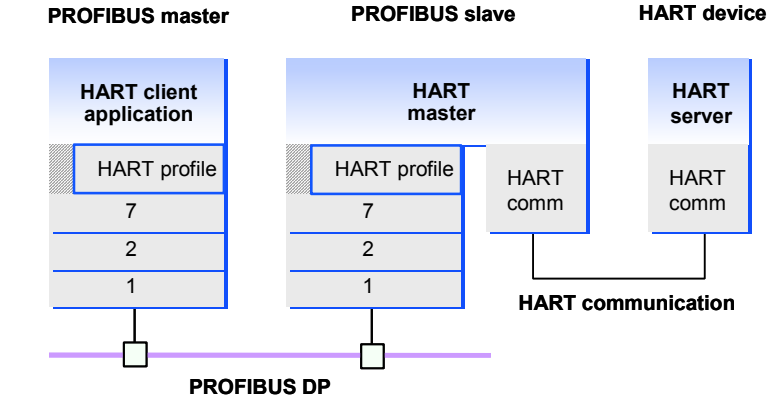 PROFIBUS master
PROFIBUS slave
HART device
HART client
application
HART
master
HART
server
HART profile
HART profile
HART
comm
HART
comm
7
7
2
2
1
1
HART communication
PROFIBUS DP